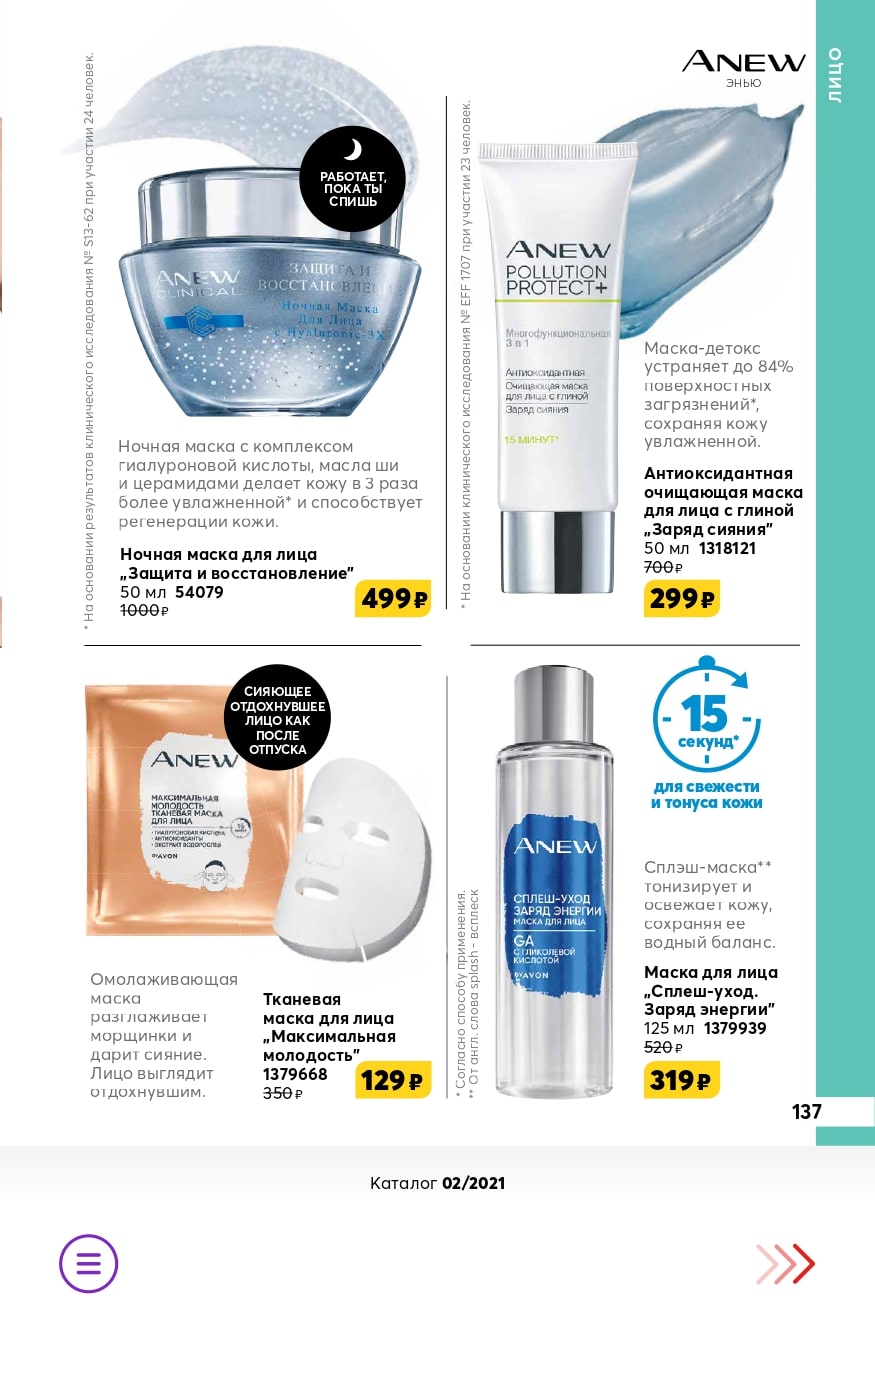 ANEW
ЭНЬЮ
ЛИЦО
* На основании результатов клинического исследования № S13-62 при участии 24 человек.
РАБОТАЕТ,
ПОКА ТЫ
СПИШЬ
ANEW
CLINICAL
ЗАЩИТА И
ВОССТАНОВЛЕНИЕ
Ночная Маска
Для Лица
с Hyaluronic-3X
Ночная маска с комплексом
гиалуроновой кислоты, масла ши
и церамидами делает кожу в 3 раза
более увлажненной* и способствует
регенерации кожи.
Ночная маска для лица
„Защита и восстановление”
50 мл 54079
1000 ₽
499 ₽
* На основании клинического исследования № EFF 1707 при участии 23 человек.
ANEW
POLLUTION
PROTECT+
Многофункциональная
3 в 1
Антиоксидантная
Очищающая маска
для лица с глиной
Заряд сияния
15 МИНУТ*
Маска-детокс
устраняет до 84%
поверхностных
загрязнений*,
сохраняя кожу
увлажненной.
Антиоксидантная
очищающая маска
для лица с глиной
„Заряд сияния”
50 мл 1318121
700 ₽
299 ₽
СИЯЮЩЕЕ
ОТДОХНУВШЕЕ
ЛИЦО КАК
ПОСЛЕ
ОТПУСКА
ANEW
МАКСИМАЛЬНАЯ
МОЛОДОСТЬ
ТКАНЕВАЯ МАСКА
ДЛЯ ЛИЦА
• ГИАЛУРОНОВАЯ КИСЛОТА
• АНТИОКСИДАНТЫ
• ЭКСТРАКТ ВОДОРОСЛЕЙ
BY AVON
Омолаживающая
маска
разглаживает
морщинки и
дарит сияние.
Лицо выглядит
отдохнувшим.
Тканевая
маска для лица
„Максимальная
молодость”
1379668
350 ₽
129 ₽
* Согласно способу применения.
** От англ. слова splash - всплеск
ANEW
СПЛЕШ-УХОД
ЗАРЯД ЭНЕРГИИ
МАСКА ДЛЯ ЛИЦА
GA
С ГЛИКОЛЕВОЙ
КИСЛОТОЙ
BY AVON
15
секунд*
для свежести
и тонуса кожи
Сплэш-маска**
тонизирует и
освежает кожу,
сохраняя ее
водный баланс.
Маска для лица
„Сплеш-уход.
Заряд энергии”
125 мл 1379939
520 ₽
319 ₽
137
Каталог 02/2021